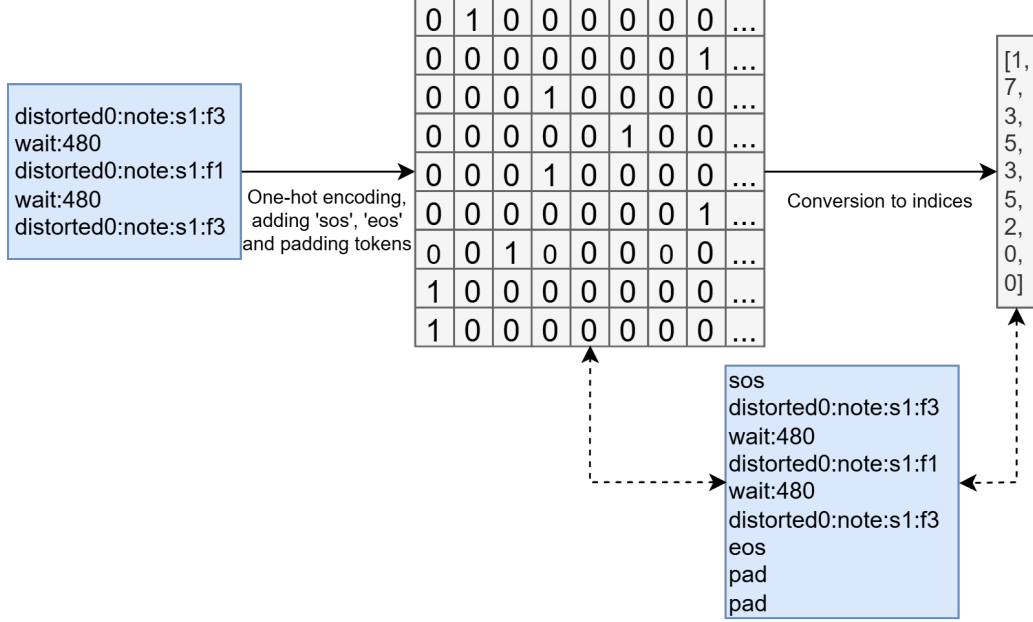 distorted0:note:s1:f3
wait:480
distorted0:note:s1:f1
wait:480
distorted0:note:s1:f3
One-hot encoding,
adding 'sos', 'eos'
and padding tokens
0 1 0 0 0 0 0 0 ...
0 0 0 0 0 0 0 1 ...
0 0 0 1 0 0 0 0 ...
0 0 0 0 0 1 0 0 ...
0 0 0 1 0 0 0 0 ...
0 0 0 0 0 0 0 1 ...
0 0 1 0 0 0 0 0 ...
1 0 0 0 0 0 0 0 ...
1 0 0 0 0 0 0 0 ...
Conversion to indices
[1,
7,
3,
5,
3,
5,
2,
0,
0]
sos
distorted0:note:s1:f3
wait:480
distorted0:note:s1:f1
wait:480
distorted0:note:s1:f3
eos
pad
pad